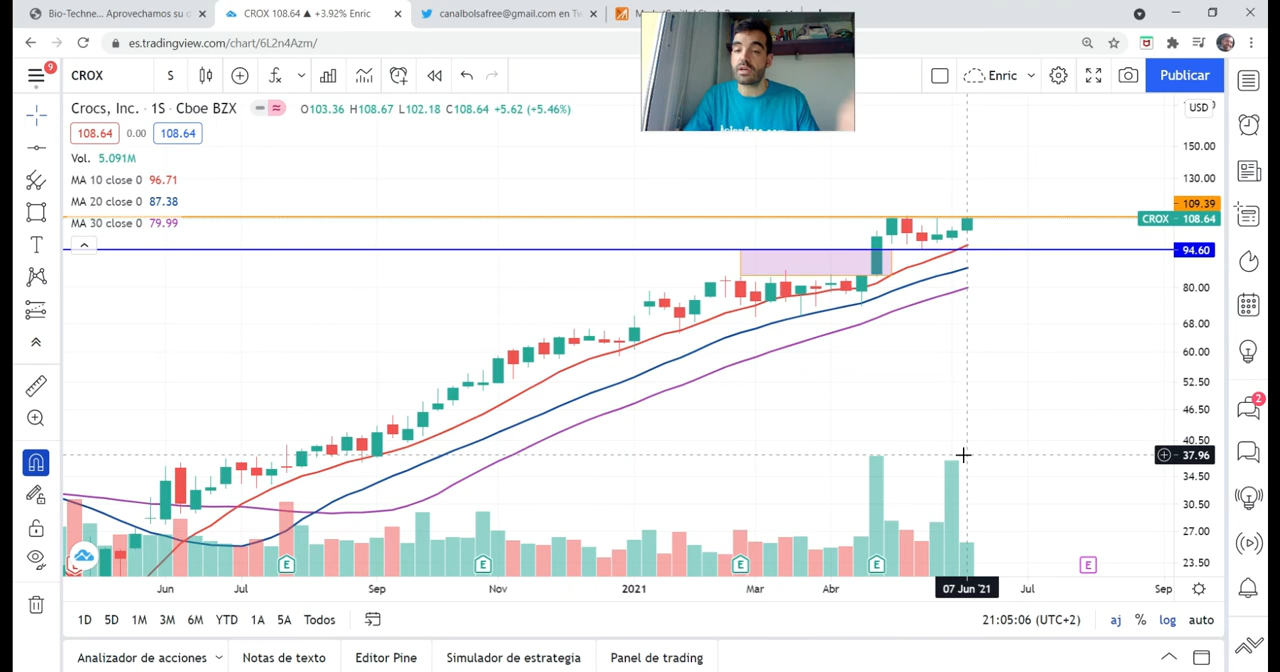 Bio-Techne... Aprovechamos su
CROX 108.64 ▲ +3.92% Enric
canalbolsafree@gmail.com en Tw
es.tradingview.com/chart/6L2n4Azm/
9
CROX
S
Enric
Publicar
Crocs, Inc. · 1S · Cboe BZX
O103.36 H108.67 L102.18 C108.64 +5.62 (+5.46%)
USD
108.64 0.00 108.64
Vol. 5.091M
MA 10 close 0 96.71
MA 20 close 0 87.38
MA 30 close 0 79.99
150.00
130.00
109.39
CROX 108.64
94.60
80.00
68.00
60.00
52.50
46.50
40.50
37.96
34.50
30.50
27.00
23.50
2
E E E E E
Jun Jul Sep Nov 2021 Mar Abr 07 Jun '21 Jul Sep
1D 5D 1M 3M 6M YTD 1A 5A Todos
21:05:06 (UTC+2) aj % log auto
Analizador de acciones Notas de texto Editor Pine Simulador de estrategia Panel de trading